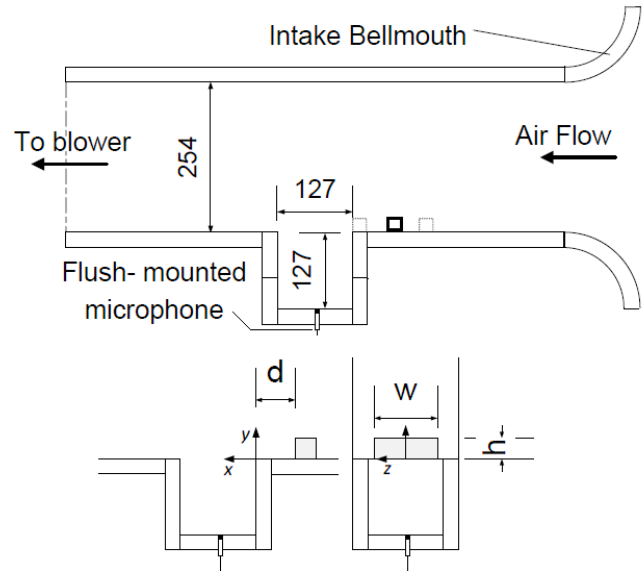 Intake Bellmouth
To blower
Air Flow
254
127
127
Flush- mounted
microphone
d
w
y
x
z
h